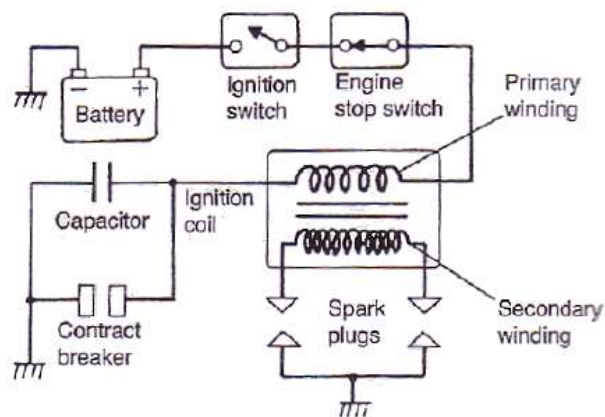 − +
Battery
Ignition
switch
Engine
stop switch
Primary
winding
Capacitor
Ignition
coil
Contract
breaker
Spark
plugs
Secondary
winding